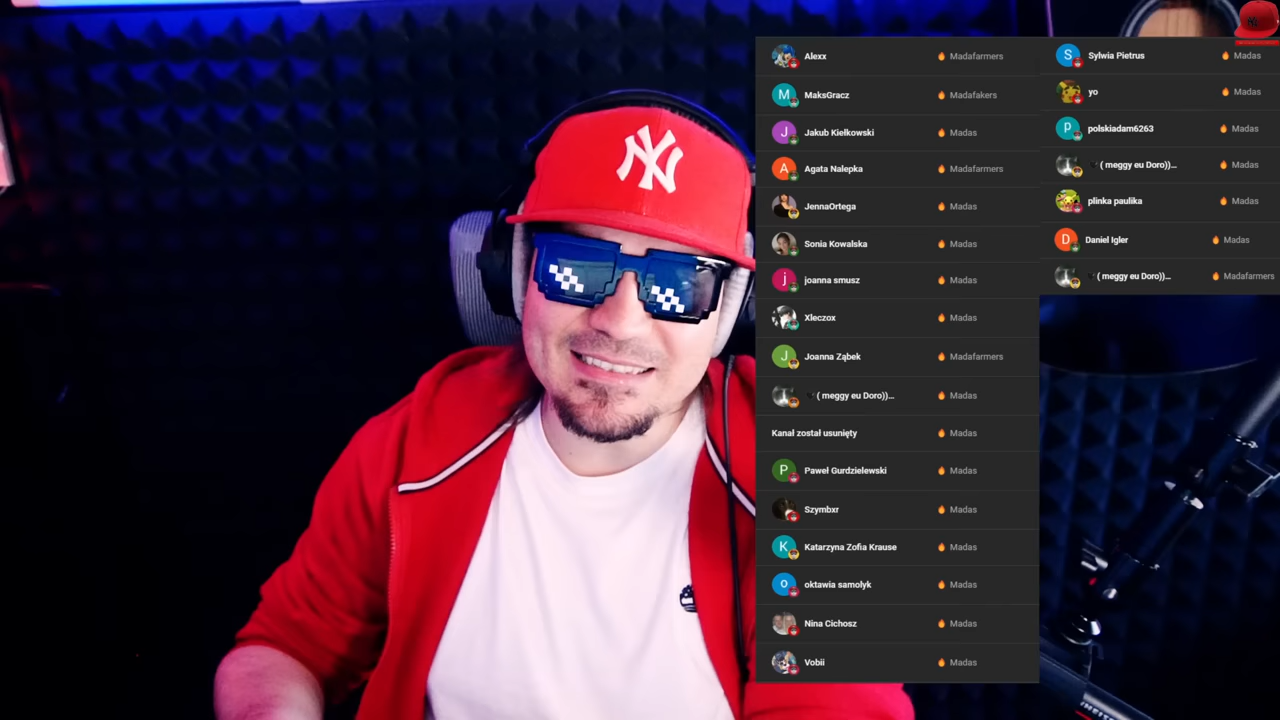 NY
Alexx Madafarmers
M MaksGracz Madafakers
J Jakub Kiełkowski Madas
A Agata Nalepka Madafarmers
JennaOrtega Madas
Sonia Kowalska Madas
j joanna smusz Madas
Xleczox Madas
J Joanna Ząbek Madafarmers
( meggy eu Doro))... Madas
Kanał został usunięty Madas
P Paweł Gurdzielewski Madas
Szymbxr Madas
K Katarzyna Zofia Krause Madas
o oktawia samolyk Madas
Nina Cichosz Madas
Vobii Madas
S Sylwia Pietrus Madas
yo Madas
p polskiadam6263 Madas
( meggy eu Doro))... Madas
plinka paulika Madas
D Daniel Igler Madas
( meggy eu Doro))... Madafarmers